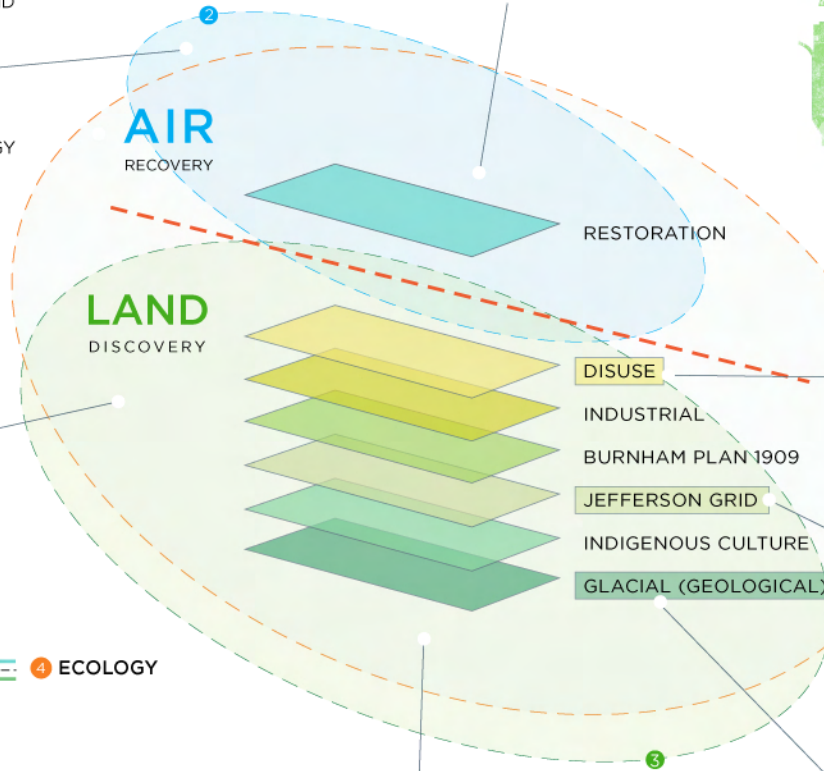 2
AIR
RECOVERY
GY
RESTORATION
LAND
DISCOVERY
DISUSE
INDUSTRIAL
BURNHAM PLAN 1909
JEFFERSON GRID
INDIGENOUS CULTURE
GLACIAL (GEOLOGICAL)
4 ECOLOGY
3